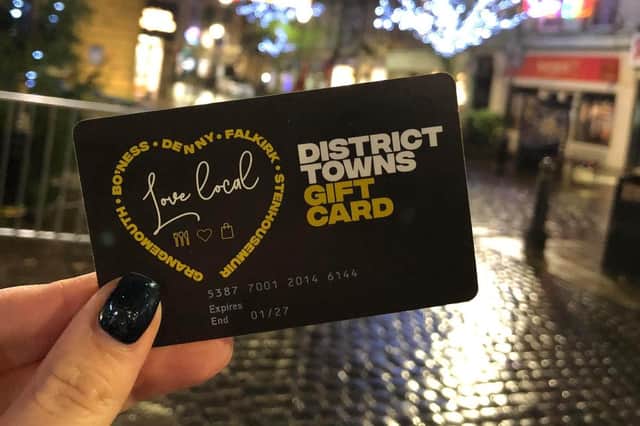 GRANGEMOUTH • BO'NESS • DENNY • FALKIRK • STENHOUSEMUIR
Love local
DISTRICT
TOWNS
GIFT
CARD
5387 7001 2014 6144
Expires
End 01/27